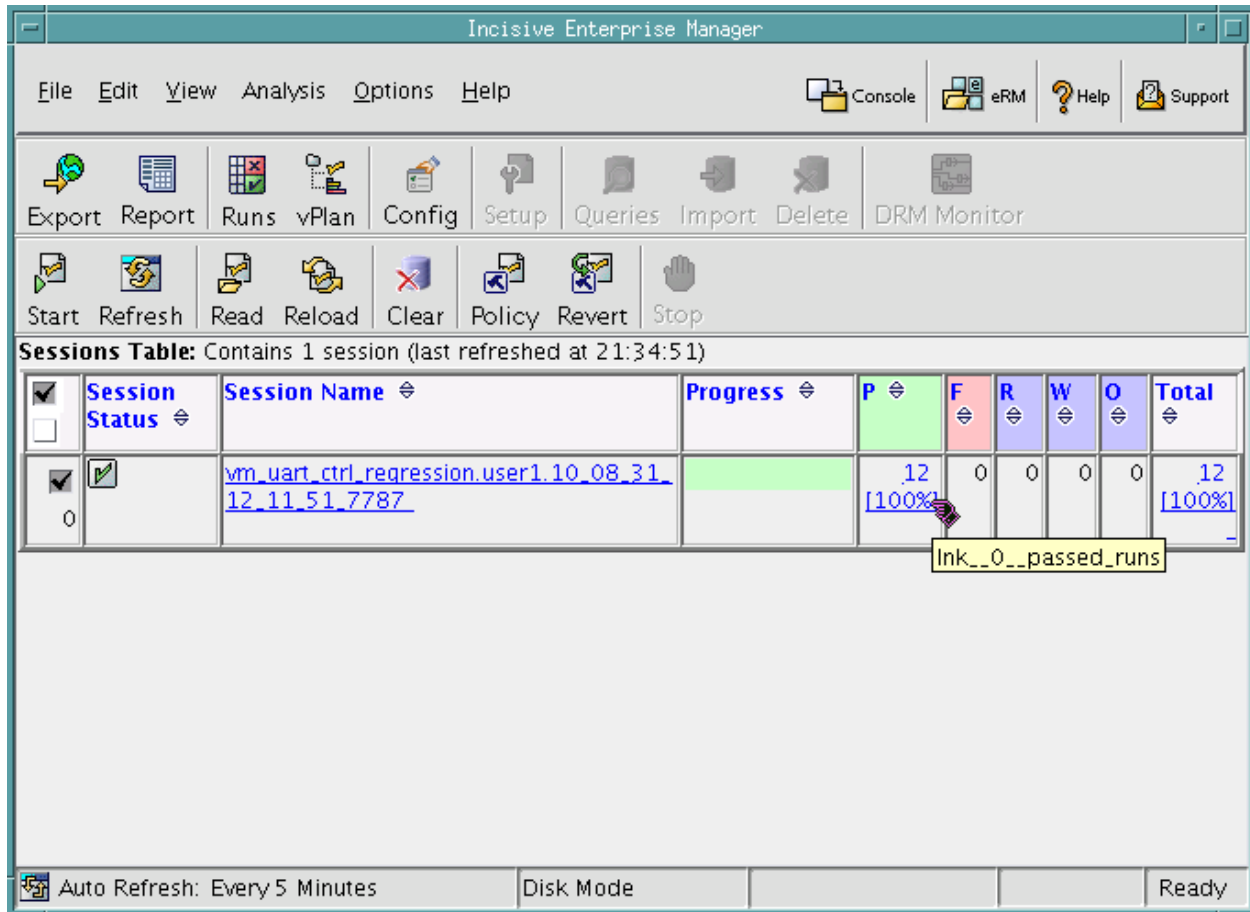 Incisive Enterprise Manager
File Edit View Analysis Options Help
Console eRM Help Support
Export Report Runs vPlan Config Setup Queries Import Delete DRM Monitor
Start Refresh Read Reload Clear Policy Revert Stop
Sessions Table: Contains 1 session (last refreshed at 21:34:51)
Session Status Session Name Progress P F R W O Total
0 vm_uart_ctrl_regression.user1.10_08_31_ 12 0 0 0 0 12
12_11_51_7787 [100%] [100%]
lnk__0__passed_runs
Auto Refresh: Every 5 Minutes Disk Mode Ready